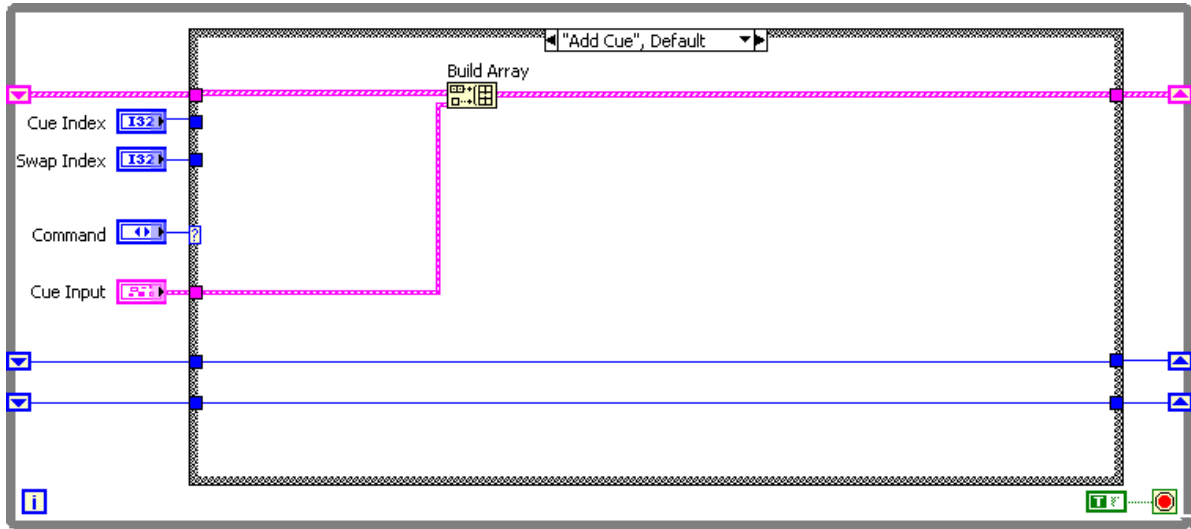 "Add Cue", Default
Build Array
Cue Index I32
Swap Index I32
Command
?
Cue Input
i
T F